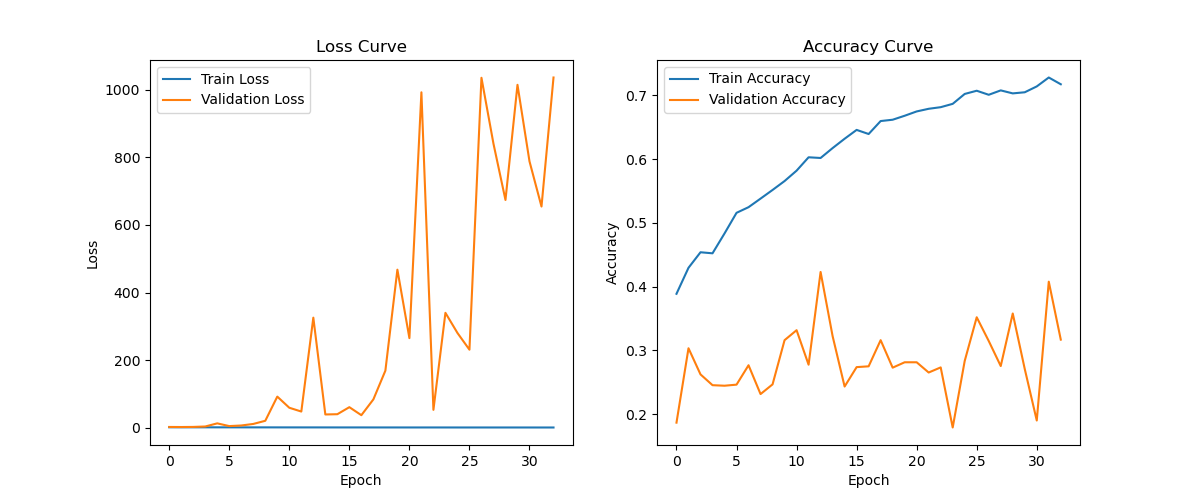 Loss Curve
Train Loss
Validation Loss
1000
800
600
400
200
0
Loss
0 5 10 15 20 25 30
Epoch
Accuracy Curve
Train Accuracy
Validation Accuracy
0.7
0.6
0.5
0.4
0.3
0.2
Accuracy
0 5 10 15 20 25 30
Epoch